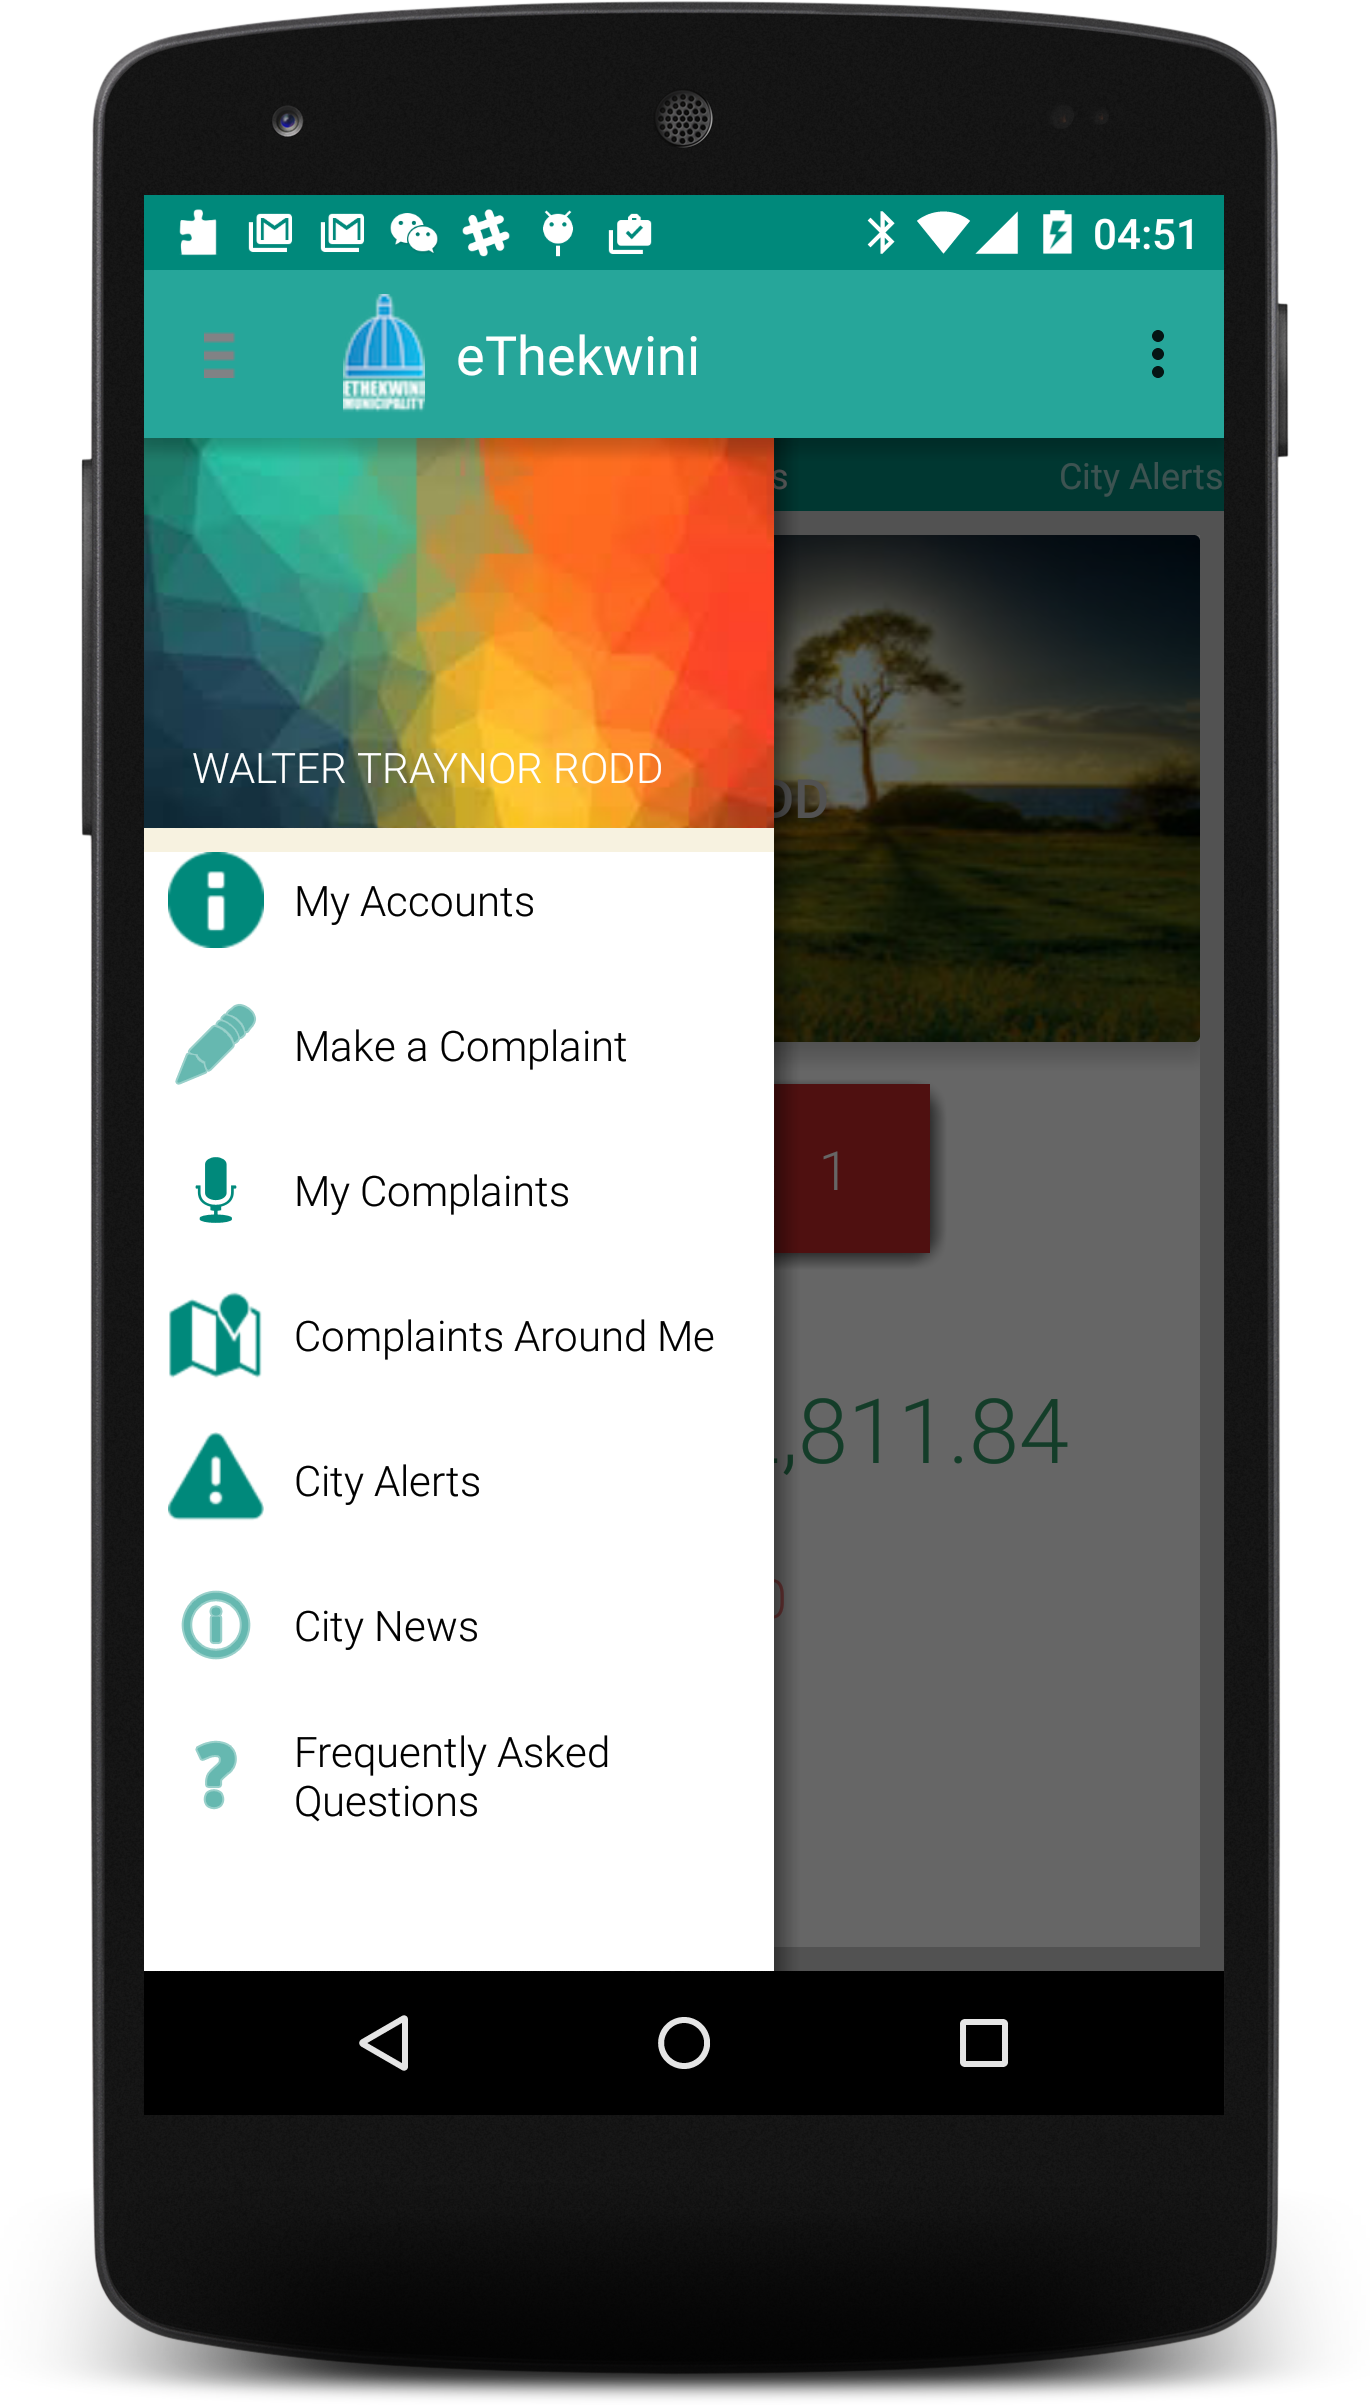 04:51
ETHEKWINI
MUNICIPALITY
eThekwini
s
City Alerts
WALTER TRAYNOR RODD
DD
My Accounts
Make a Complaint
1
My Complaints
Complaints Around Me
,811.84
City Alerts
City News
Frequently Asked
Questions